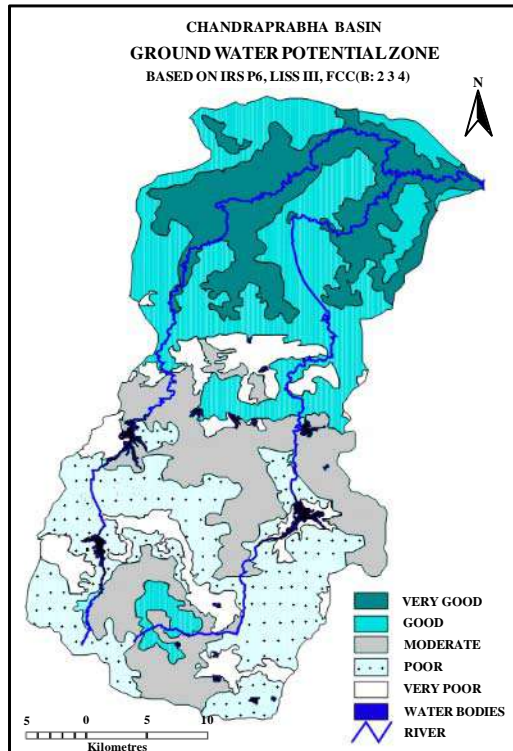 CHANDRAPRABHA BASIN
GROUND WATER POTENTIAL ZONE
BASED ON IRS P6, LISS III, FCC(B: 2 3 4)
N
VERY GOOD
GOOD
MODERATE
POOR
VERY POOR
WATER BODIES
RIVER
5 0 5 10
Kilometres